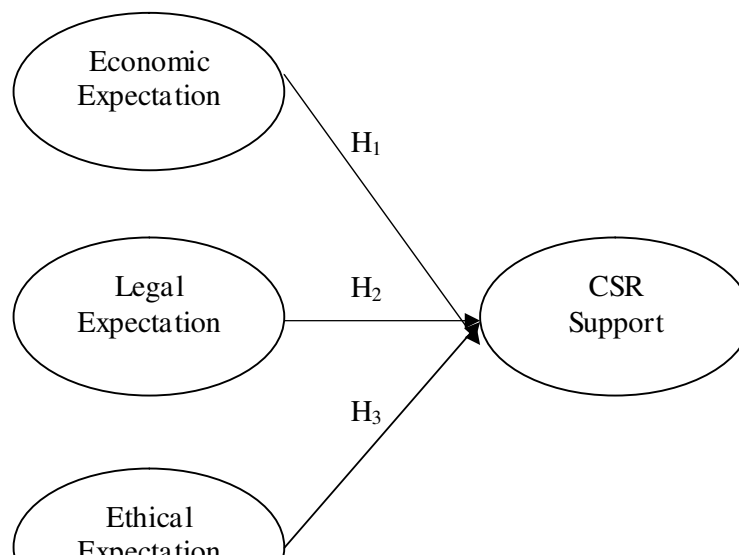 Economic
Expectation
H₁
Legal
Expectation
H₂
CSR
Support
H₃
Ethical
Expectation